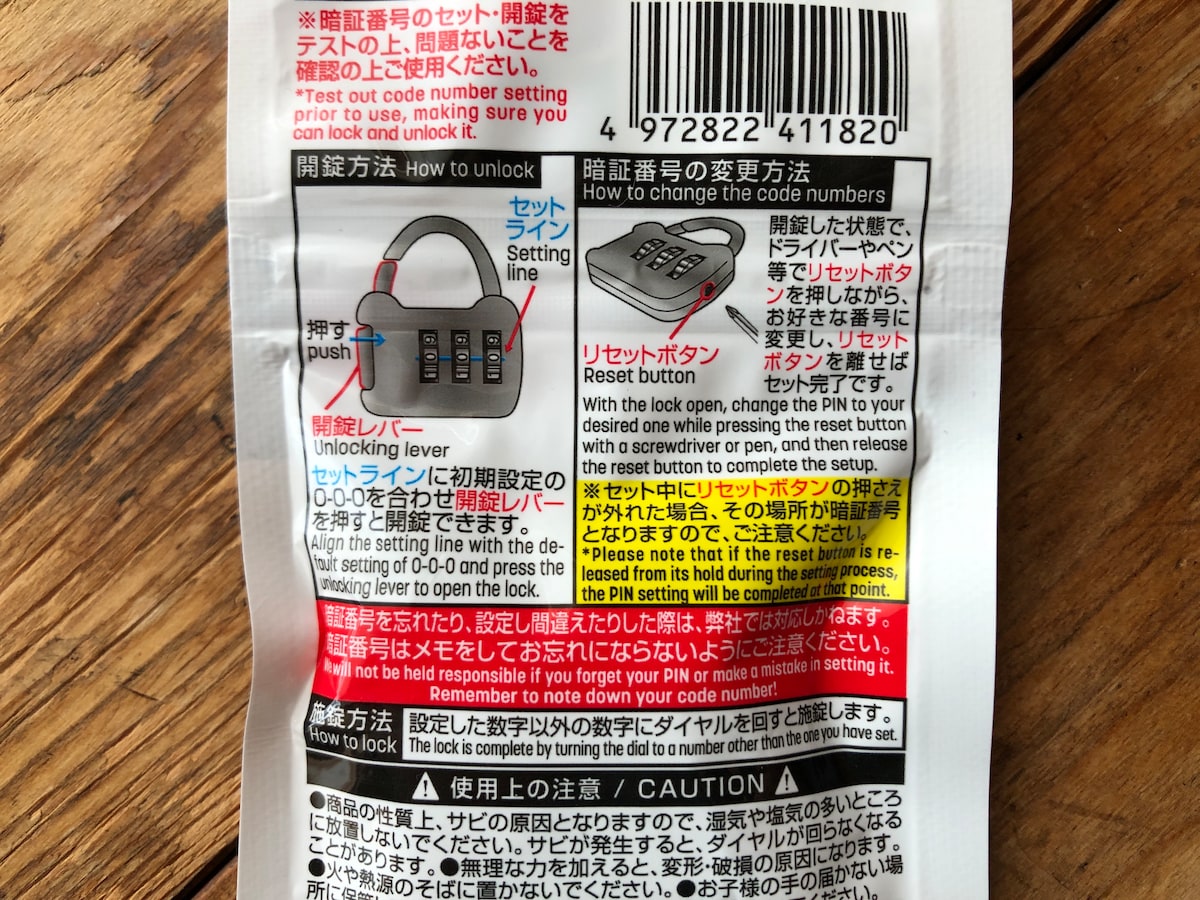 ※暗証番号のセット・開錠を
テストの上、問題ないことを
確認の上ご使用ください。
*Test out code number setting
prior to use, making sure you
can lock and unlock it.
4 972822 411820
開錠方法 How to unlock
セット
ライン
Setting
line
押す
push
開錠レバー
Unlocking lever
セットラインに初期設定の
0-0-0を合わせ開錠レバー
を押すと開錠できます。
Align the setting line with the de-
fault setting of 0-0-0 and press the
unlocking lever to open the lock.
暗証番号の変更方法
How to change the code numbers
開錠した状態で、
ドライバーやペン
等でリセットボタ
ンを押しながら、
お好きな番号に
変更し、リセット
ボタンを離せば
セット完了です。
リセットボタン
Reset button
With the lock open, change the PIN to your
desired one while pressing the reset button
with a screwdriver or pen, and then release
the reset button to complete the setup.
※セット中にリセットボタンの押さえ
が外れた場合、その場所が暗証番号
となりますので、ご注意ください。
*Please note that if the reset button is re-
leased from its hold during the setting process,
the PIN setting will be completed at that point.
暗証番号を忘れたり、設定し間違えたりした際は、弊社では対応しかねます。
暗証番号はメモをしてお忘れにならないようにご注意ください。
We will not be held responsible if you forget your PIN or make a mistake in setting it.
Remember to note down your code number!
施錠方法
How to lock
設定した数字以外の数字にダイヤルを回すと施錠します。
The lock is complete by turning the dial to a number other than the one you have set.
使用上の注意 / CAUTION
●商品の性質上、サビの原因となりますので、湿気や塩気の多いところ
に放置しないでください。サビが発生すると、ダイヤルが回らなくなる
ことがあります。●無理な力を加えると、変形・破損の原因になります。
●火や熱源のそばに置かないでください。●お子様の手の届かない場
所に保管